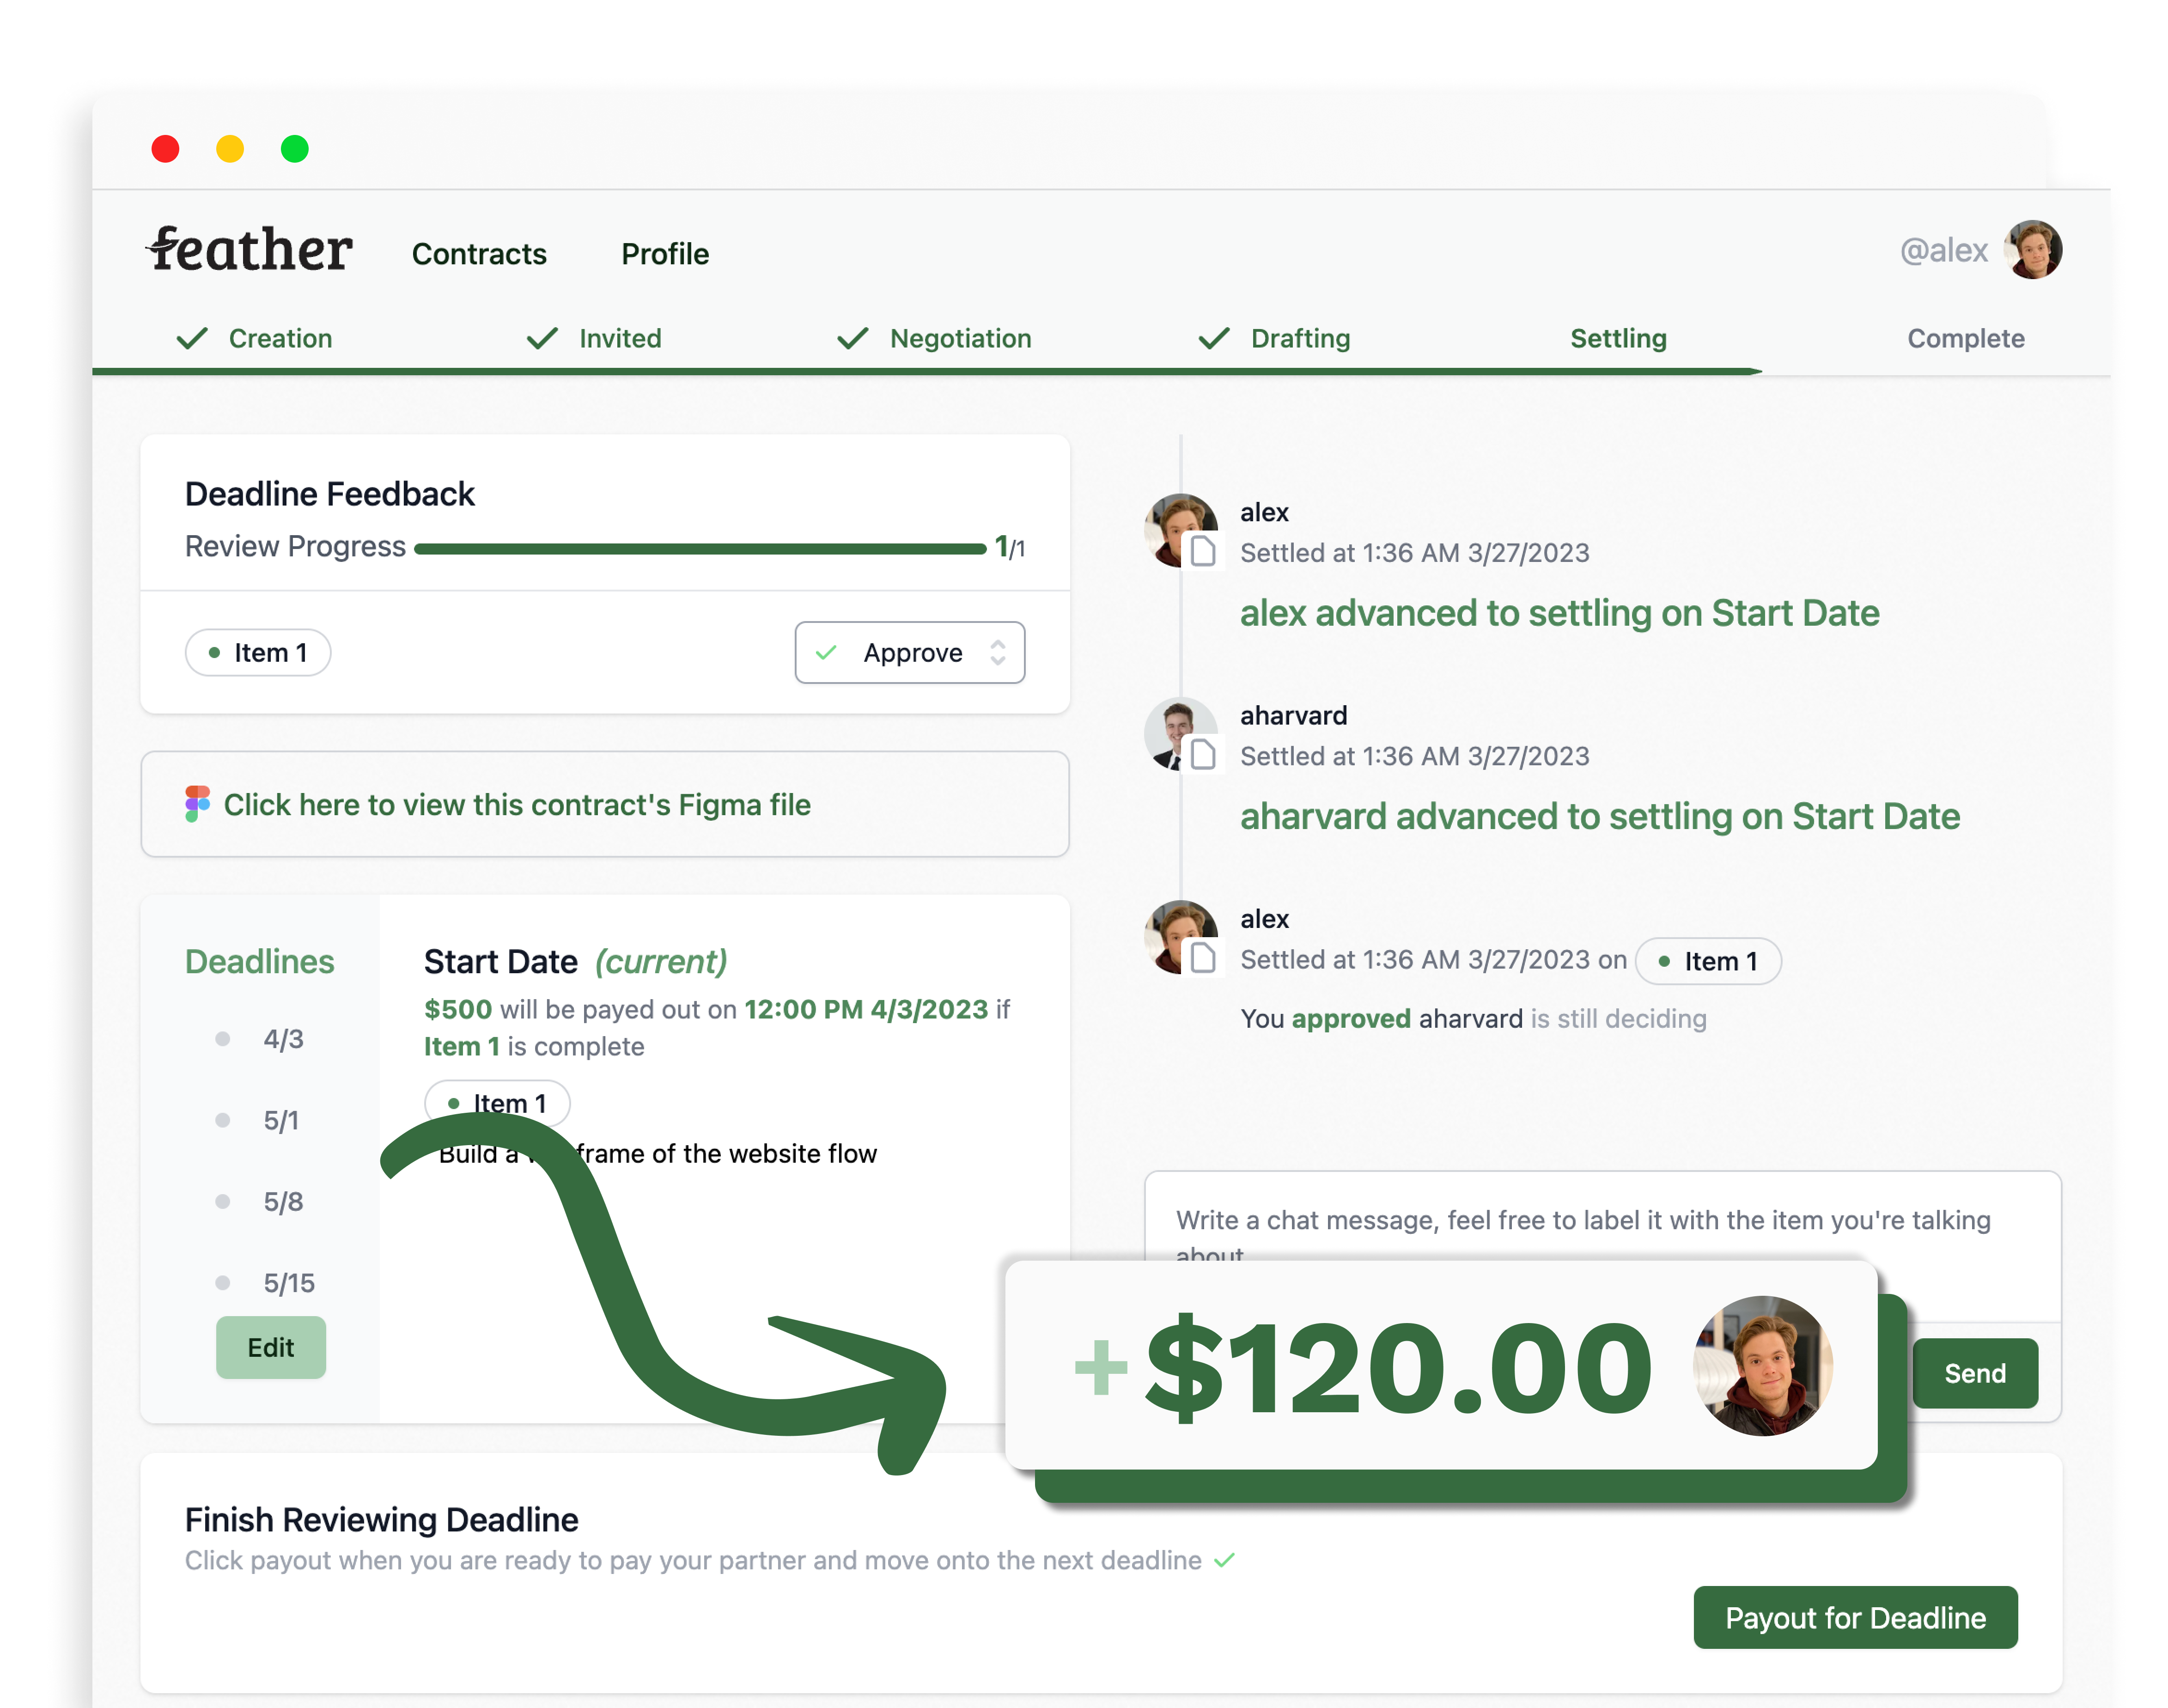 feather
Contracts
Profile
@alex
Creation
Invited
Negotiation
Drafting
Settling
Complete
Deadline Feedback
Review Progress
1/1
Item 1
Approve
Click here to view this contract's Figma file
Deadlines
4/3
5/1
5/8
5/15
Edit
Start Date (current)
$500 will be payed out on 12:00 PM 4/3/2023 if
Item 1 is complete
Item 1
Build a frame of the website flow
alex
Settled at 1:36 AM 3/27/2023
alex advanced to settling on Start Date
aharvard
Settled at 1:36 AM 3/27/2023
aharvard advanced to settling on Start Date
alex
Settled at 1:36 AM 3/27/2023 on Item 1
You approved aharvard is still deciding
Write a chat message, feel free to label it with the item you're talking
about
+$120.00
Send
Finish Reviewing Deadline
Click payout when you are ready to pay your partner and move onto the next deadline
Payout for Deadline